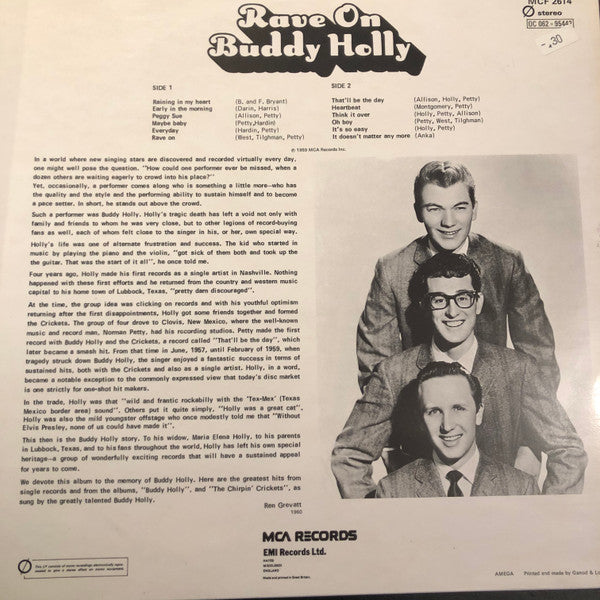 MCF 2614
stereo
OC 062 - 95442
-.30
Rave On
Buddy Holly
SIDE 1
Raining in my heart (B. and F. Bryant)
Early in the morning (Darin, Harris)
Peggy Sue (Allison, Petty)
Maybe baby (Petty,Hardin)
Everyday (Hardin, Petty)
Rave on (West, Tilghman, Petty)
SIDE 2
That'll be the day (Allison, Holly, Petty)
Heartbeat (Montgomery, Petty)
Think it over (Holly, Petty, Allison)
Oh boy (Petty, West, Tilghman)
It's so easy (Holly, Petty)
It doesn't matter any more (Anka)
℗ 1959 MCA Records Inc.
In a world where new singing stars are discovered and recorded virtually every day,
one might well pose the question. "How could one performer ever be missed, when a
dozen others are waiting eagerly to crowd into his place?"
Yet, occasionally, a performer comes along who is something a little more–who has
the quality and the style and the performing ability to sustain himself and to become
a pace setter. In short, he stands out above the crowd.
Such a performer was Buddy Holly. Holly's tragic death has left a void not only with
family and friends to whom he was very close, but to other legions of record-buying
fans as well, each of whom felt close to the singer in his, or her, own special way.
Holly's life was one of alternate frustration and success. The kid who started in
music by playing the piano and the violin, "got sick of them both and took up the
the guitar. That was the start of it all", he once told me.
Four years ago, Holly made his first records as a single artist in Nashville. Nothing
happened with these first efforts and he returned from the country and western music
capital to his home town of Lubbock, Texas, "pretty darn discouraged".
At the time, the group idea was clicking on records and with his youthful optimism
returning after the first disappointments, Holly got some friends together and formed
the Crickets. The group of four drove to Clovis, New Mexico, where the well-known
music and record man, Norman Petty, had his recording studios. Petty made the first
record with Buddy Holly and the Crickets, a record called "That'll be the day", which
later became a smash hit. From that time in June, 1957, until February of 1959, when
tragedy struck down Buddy Holly, the singer enjoyed a fantastic success in terms of
sustained hits, both with the Crickets and also as a single artist. Holly, in a word,
became a notable exception to the commonly expressed view that today's disc market
is one strictly for one-shot hit makers.
In the trade, Holly was that "wild and frantic rockabilly with the 'Tex-Mex' (Texas
Mexico border area) sound". Others put it quite simply, "Holly was a great cat".
Holly was also the mild young offstage who once modestly told me that "Without
Elvis Presley, none of us could have made it".
This then is the Buddy Holly story. To his widow, Maria Elena Holly, to his parents
in Lubbock, Texas, and to his fans throughout the world, Holly has left his own special
heritage–a group of wonderfully exciting records that will have a sustained appeal
for years to come.
We devote this album to the memory of Buddy Holly. Here are the greatest hits from
single records and from the albums, "Buddy Holly", and "The Chirpin' Crickets", as
sung by the greatly talented Buddy Holly.
Ren Grevatt
1960
MCA RECORDS
EMI Records Ltd.
HAYES
MIDDLESEX
ENGLAND
Made and printed in Great Britain.
This LP consists of stereo recordings electronically repro-
cessed to give a stereo effect on stereo equipment.
AMEGA Printed and made by Garrod & Lo